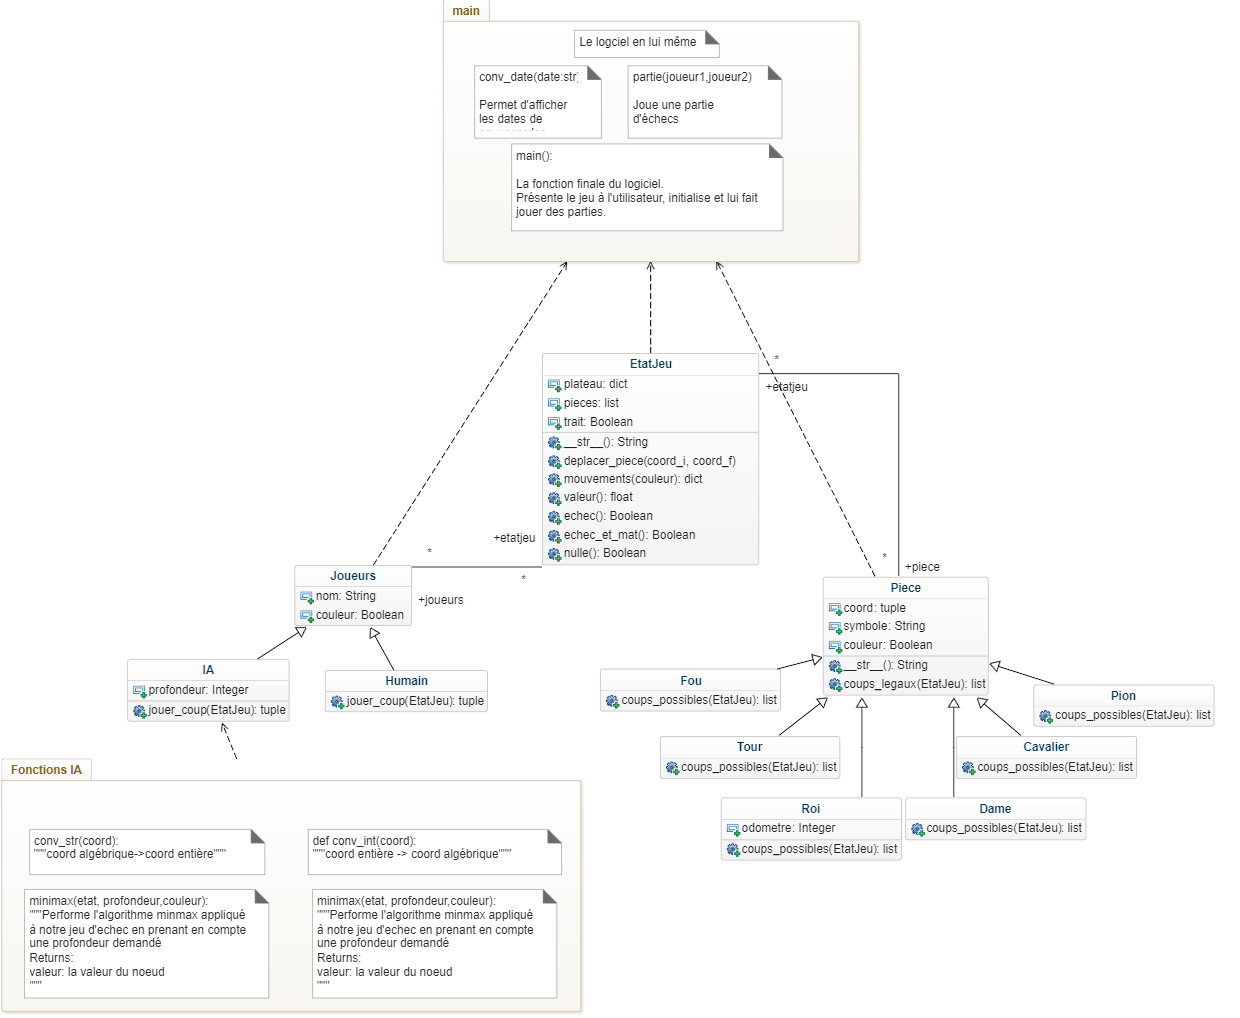 main
Le logciel en lui même
conv_date(date:str)
Permet d'afficher
les dates de
partie(joueur1,joueur2)
Joue une partie
d'échecs
main():
La fonction finale du logiciel.
Présente le jeu à l'utilisateur, initialise et lui fait
jouer des parties.
EtatJeu
plateau: dict
pieces: list
trait: Boolean
__str__(): String
deplacer_piece(coord_i, coord_f)
mouvements(couleur): dict
valeur(): float
echec(): Boolean
echec_et_mat(): Boolean
nulle(): Boolean
*
+etatjeu
+etatjeu
*
*
+joueurs
*
+piece
Joueurs
nom: String
couleur: Boolean
IA
profondeur: Integer
jouer_coup(EtatJeu): tuple
Humain
jouer_coup(EtatJeu): tuple
Piece
coord: tuple
symbole: String
couleur: Boolean
__str__(): String
coups_legaux(EtatJeu): list
Fou
coups_possibles(EtatJeu): list
Pion
coups_possibles(EtatJeu): list
Tour
coups_possibles(EtatJeu): list
Cavalier
coups_possibles(EtatJeu): list
Roi
odometre: Integer
coups_possibles(EtatJeu): list
Dame
coups_possibles(EtatJeu): list
Fonctions IA
conv_str(coord):
"""coord algébrique->coord entière"""
def conv_int(coord):
"""coord entière -> coord algébrique"""
minimax(etat, profondeur,couleur):
"""Performe l'algorithme minmax appliqué
à notre jeu d'echec en prenant en compte
une profondeur demandé
Returns:
valeur: la valeur du noeud
"""
minimax(etat, profondeur,couleur):
"""Performe l'algorithme minmax appliqué
à notre jeu d'echec en prenant en compte
une profondeur demandé
Returns:
valeur: la valeur du noeud
"""